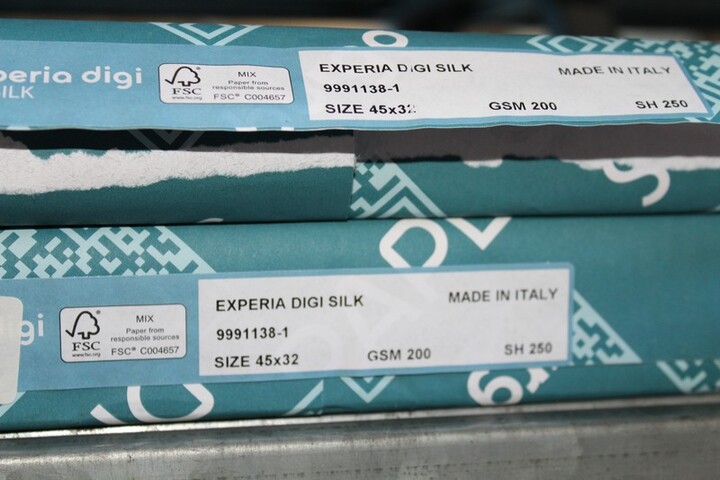 peria digi
SILK
FSC
www.fsc.org
MIX
Paper from
responsible sources
FSC® C004657
EXPERIA DIGI SILK
MADE IN ITALY
9991138-1
SIZE 45x32
GSM 200
SH 250
digi
FSC
www.fsc.org
MIX
Paper from
responsible sources
FSC® C004657
EXPERIA DIGI SILK
MADE IN ITALY
9991138-1
SIZE 45x32
GSM 200
SH 250